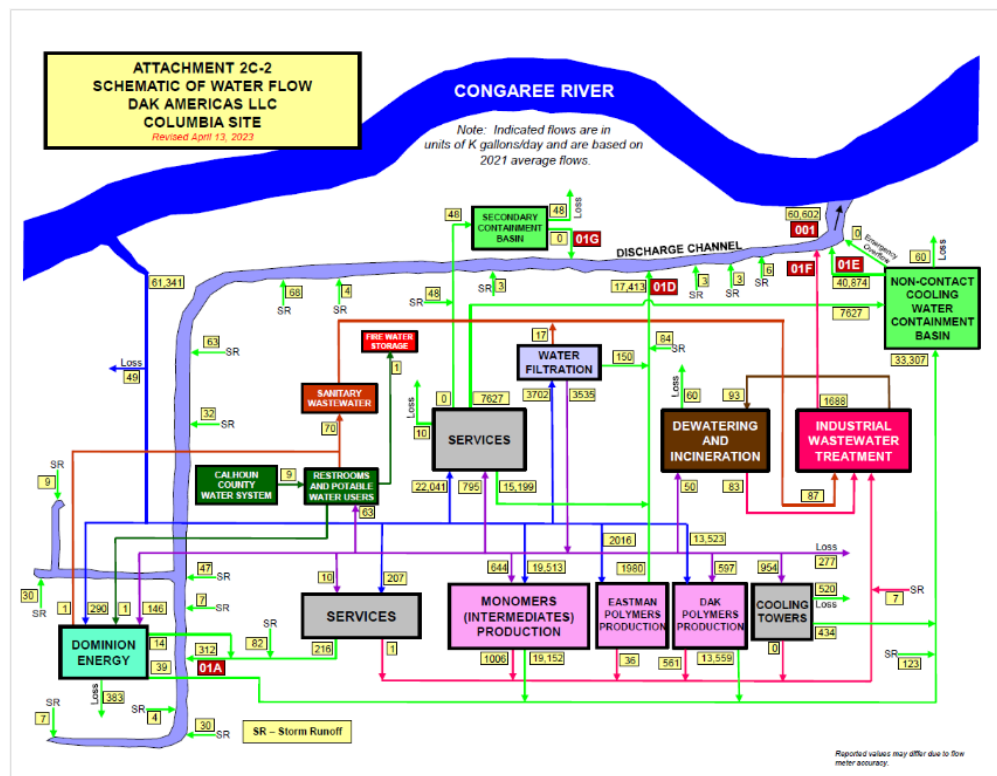 ATTACHMENT 2C-2
SCHEMATIC OF WATER FLOW
DAK AMERICAS LLC
COLUMBIA SITE
Revised April 13, 2023
CONGAREE RIVER
Note: Indicated flows are in
units of K gallons/day and are based on
2021 average flows.
48
SECONDARY
CONTAINMENT
BASIN
48
Loss
0
01G
60,602
001
0
Emergency
Overflow
60
Loss
DISCHARGE CHANNEL
01F
01E
40,874
NON-CONTACT
COOLING
WATER
CONTAINMENT
BASIN
61,341
68
SR
4
SR
48
SR
3
SR
17,413
01D
3
SR
3
SR
6
SR
7627
33,307
63
SR
FIRE WATER
STORAGE
17
WATER
FILTRATION
150
84
SR
Loss
49
1
SANITARY
WASTEWATER
Loss
0
7627
3702
3535
60
Loss
93
1688
32
SR
70
10
SERVICES
DEWATERING
AND
INCINERATION
INDUSTRIAL
WASTEWATER
TREATMENT
SR
9
CALHOUN
COUNTY
WATER SYSTEM
9
RESTROOMS
AND POTABLE
WATER USERS
63
22,041
795
15,199
50
83
87
2016
13,523
Loss
277
47
SR
30
SR
10
207
644
19,513
1980
597
954
520
Loss
7
SR
7
SR
1
290
1
146
SERVICES
MONOMERS
(INTERMEDIATES)
PRODUCTION
EASTMAN
POLYMERS
PRODUCTION
DAK
POLYMERS
PRODUCTION
COOLING
TOWERS
434
DOMINION
ENERGY
14
312
82
SR
216
1
39
01A
1006
19,152
36
561
13,559
0
SR
123
Loss
383
SR
7
SR
4
30
SR
SR – Storm Runoff
Reported values may differ due to flow
meter accuracy.